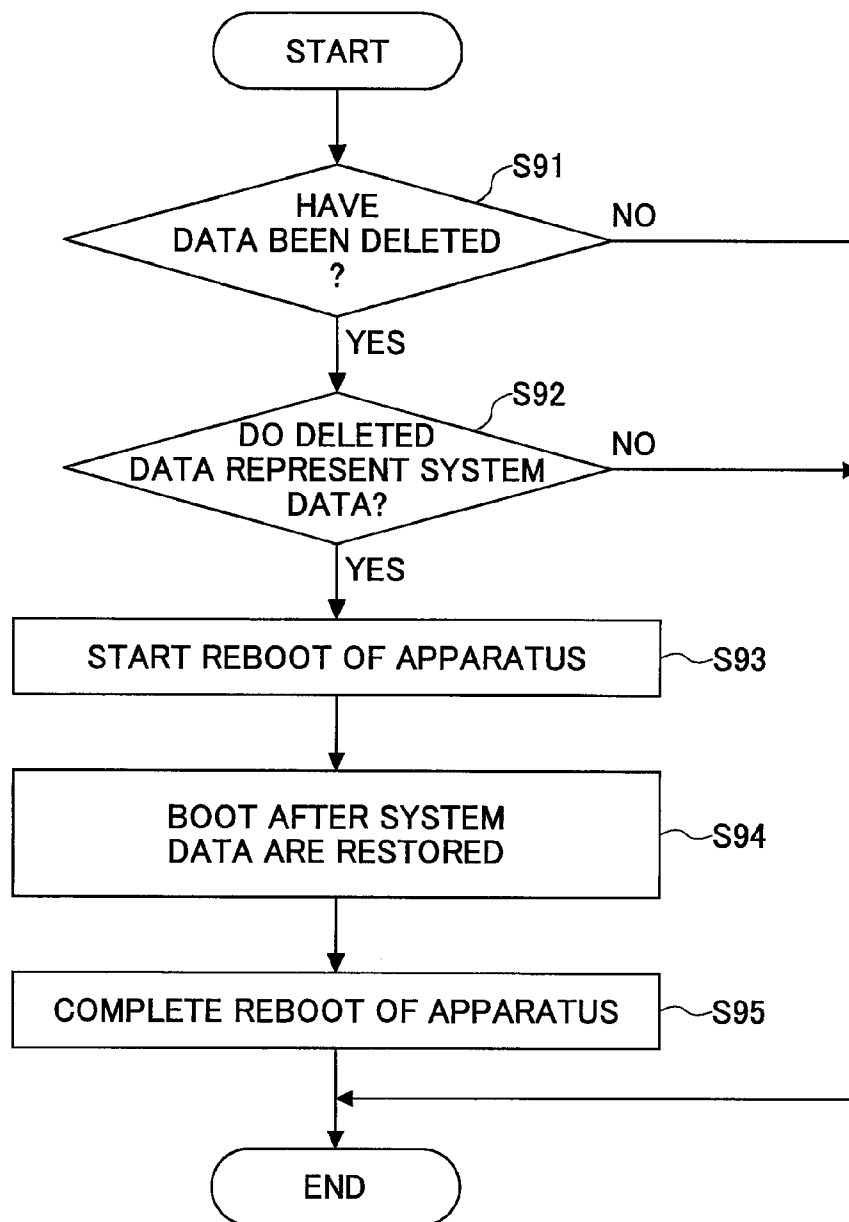 START
S91
HAVE
DATA BEEN DELETED
?
NO
YES
S92
DO DELETED
DATA REPRESENT SYSTEM
DATA?
NO
YES
START REBOOT OF APPARATUS
S93
BOOT AFTER SYSTEM
DATA ARE RESTORED
S94
COMPLETE REBOOT OF APPARATUS
S95
END